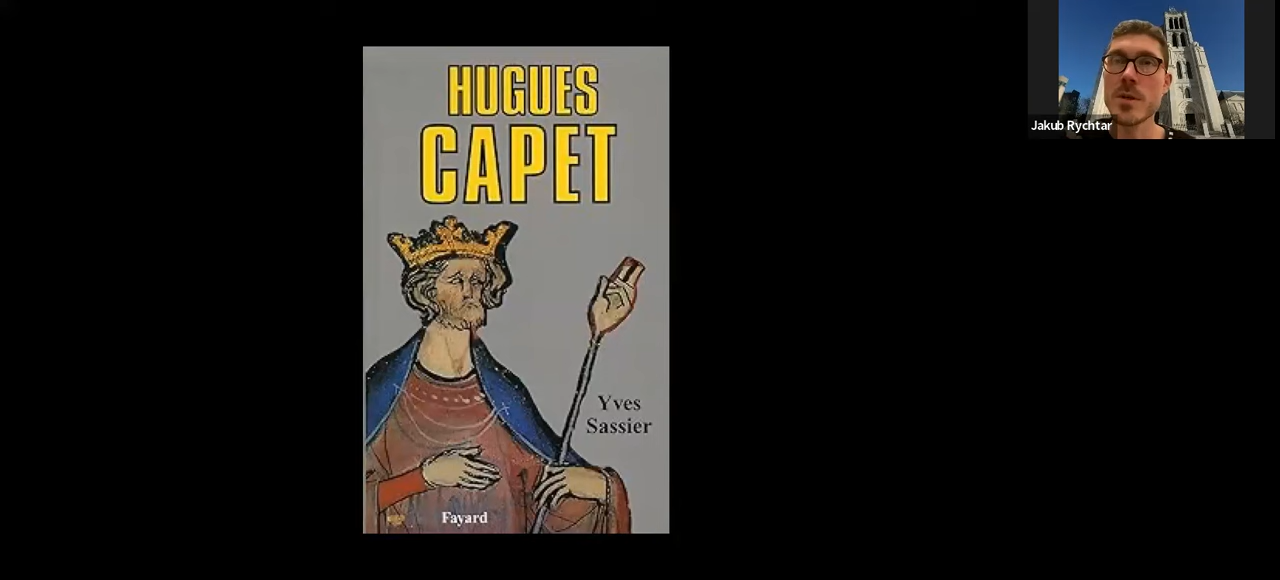 HUGUES
CAPET
Yves
Sassier
Fayard
Jakub Rychtar